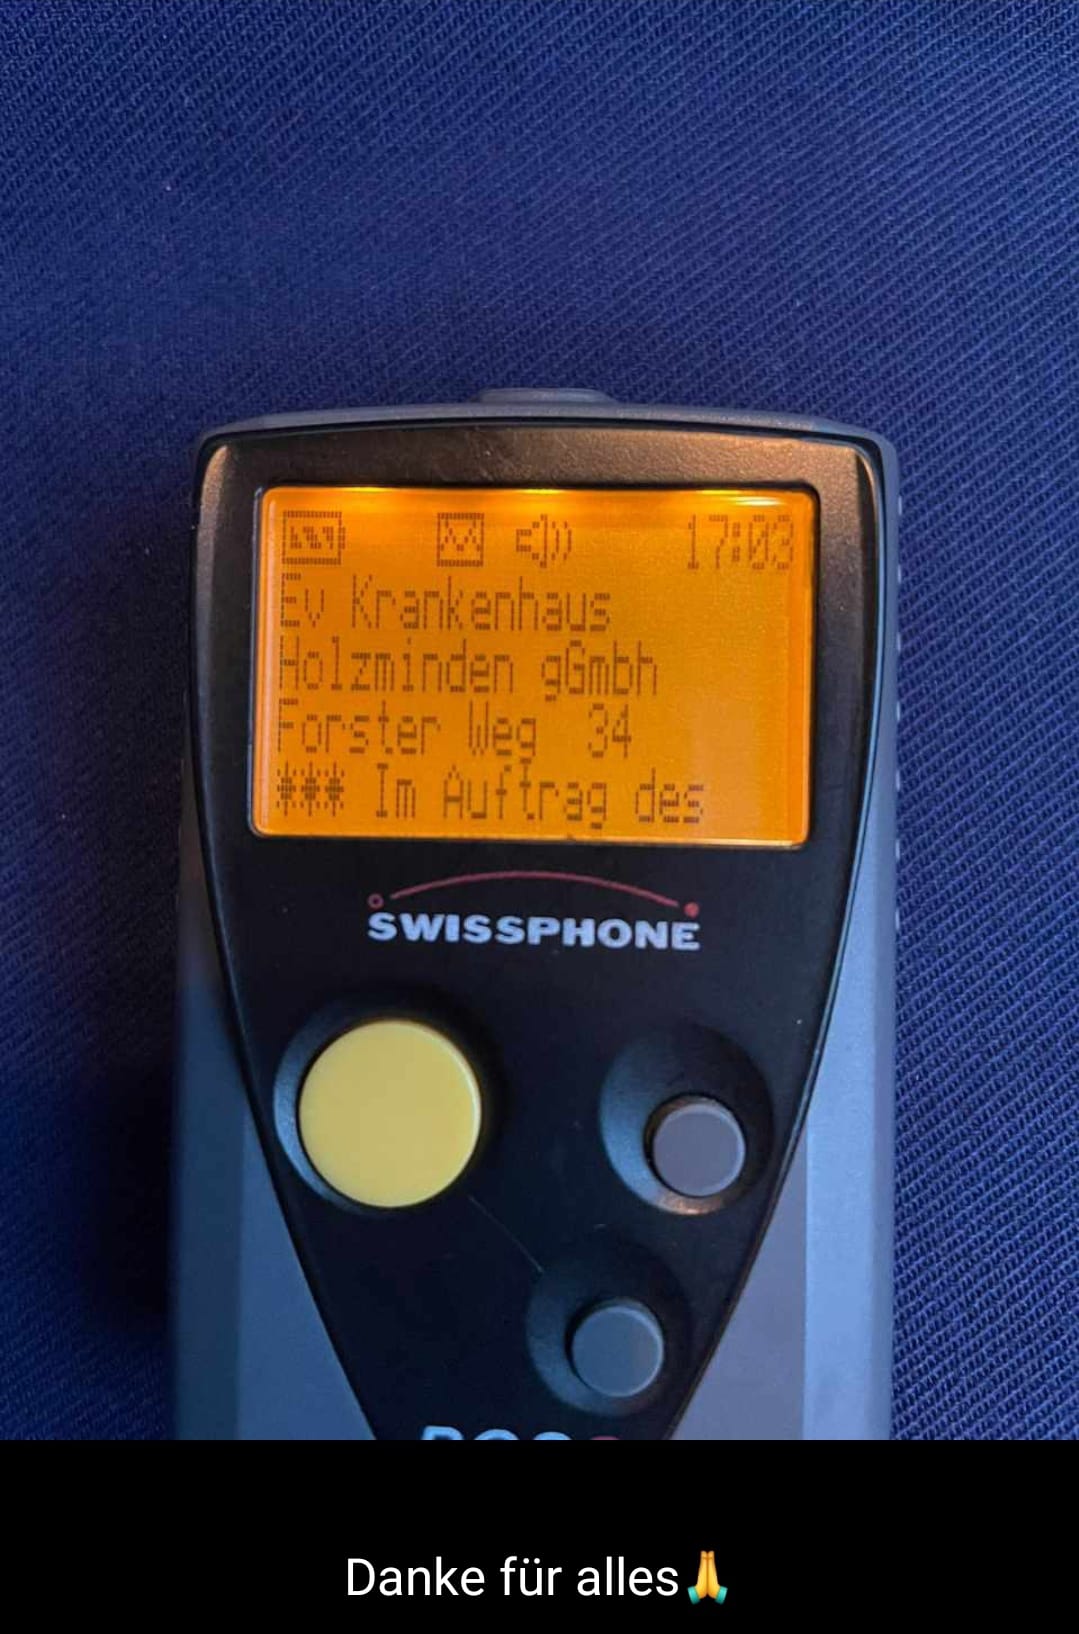 17:03
Ev Krankenhaus
Holzminden gGmbh
Forster Weg 34
*** Im Auftrag des
SWISSPHONE
Danke für alles🙏